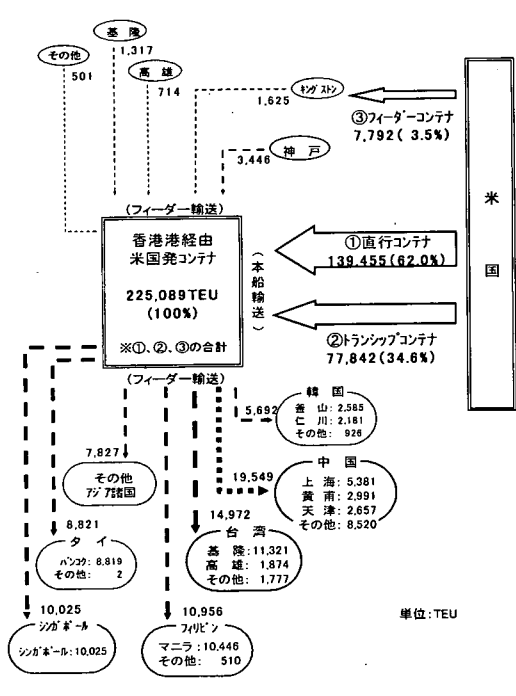 基 隆
1,317
その他
501
高 雄
714
キングストン
1,625
③フィーダーコンテナ
7,792( 3.5%)
神 戸
3,446
米 国
(フィーダー輸送)
香港港経由
米国発コンテナ
225,089TEU
(100%)
※①、②、③の合計
(本船輸送)
①直行コンテナ
139,455(62.0%)
②トランシップコンテナ
77,842(34.6%)
(フィーダー輸送)
5,692
韓 国
釜 山: 2,585
仁 川: 2,181
その他: 926
7,827
その他
アジア諸国
19,549
中 国
上 海: 5,381
黄 甫: 2,991
天 津: 2,657
その他: 8,520
8,821
タ イ
バンコク: 8,819
その他: 2
14,972
台 湾
基 隆:11,321
高 雄: 1,874
その他: 1,777
10,025
シンガポール
シンガポール:10,025
10,956
フィリピン
マニラ:10,446
その他: 510
単位:TEU